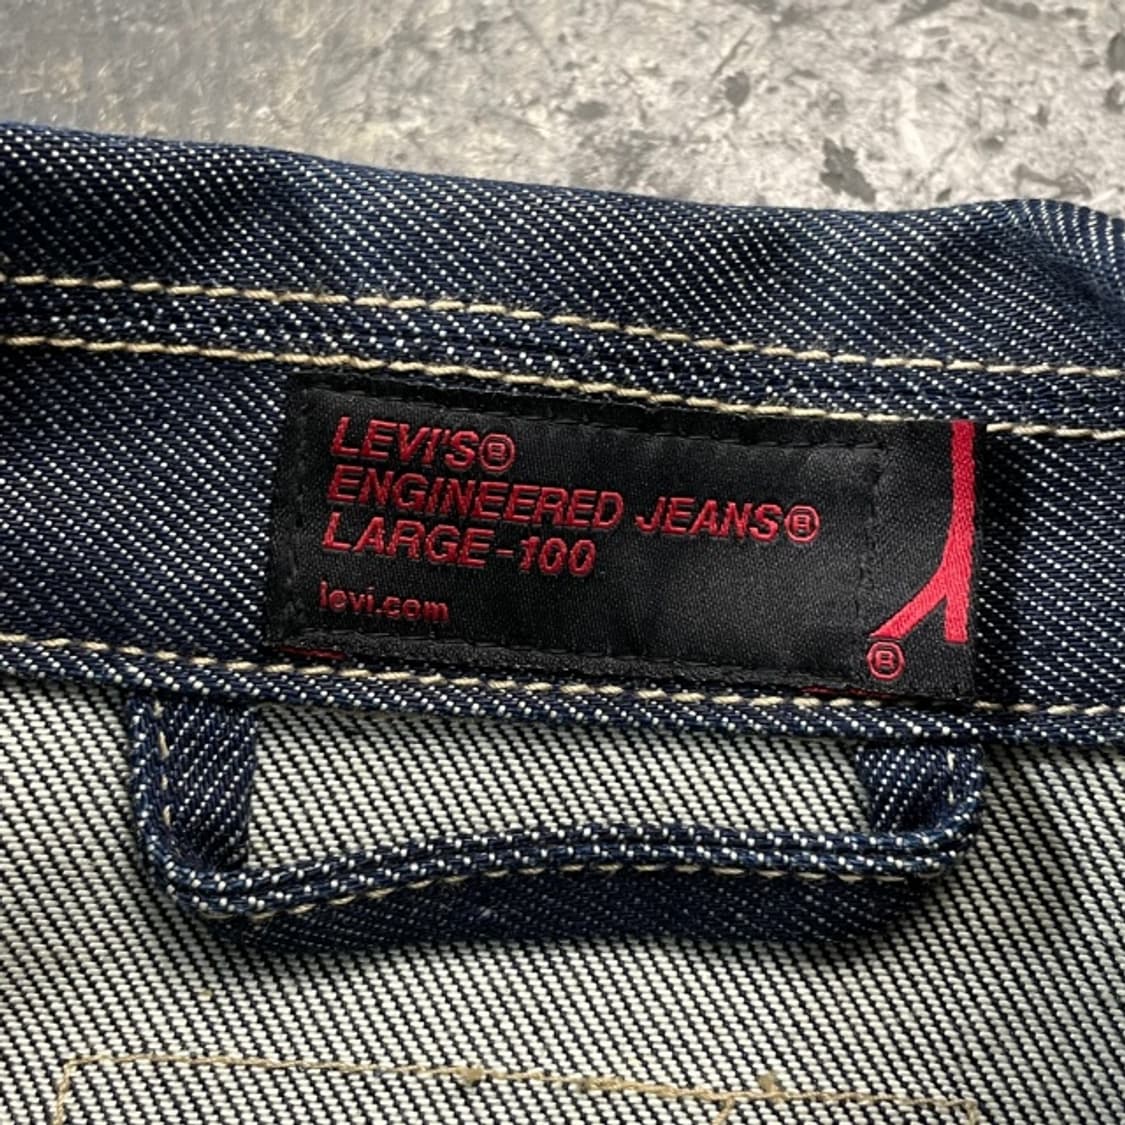 LEVI'S®
ENGINEERED JEANS®
LARGE-100
levi.com
®